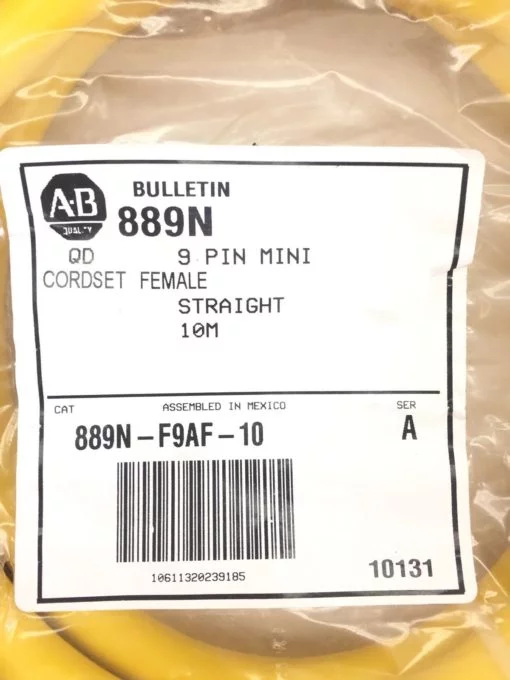 A-B
QUALITY
BULLETIN
889N
QD 9 PIN MINI
CORDSET FEMALE
STRAIGHT
10M
CAT ASSEMBLED IN MEXICO SER
889N-F9AF-10 A
10611320239185
10131